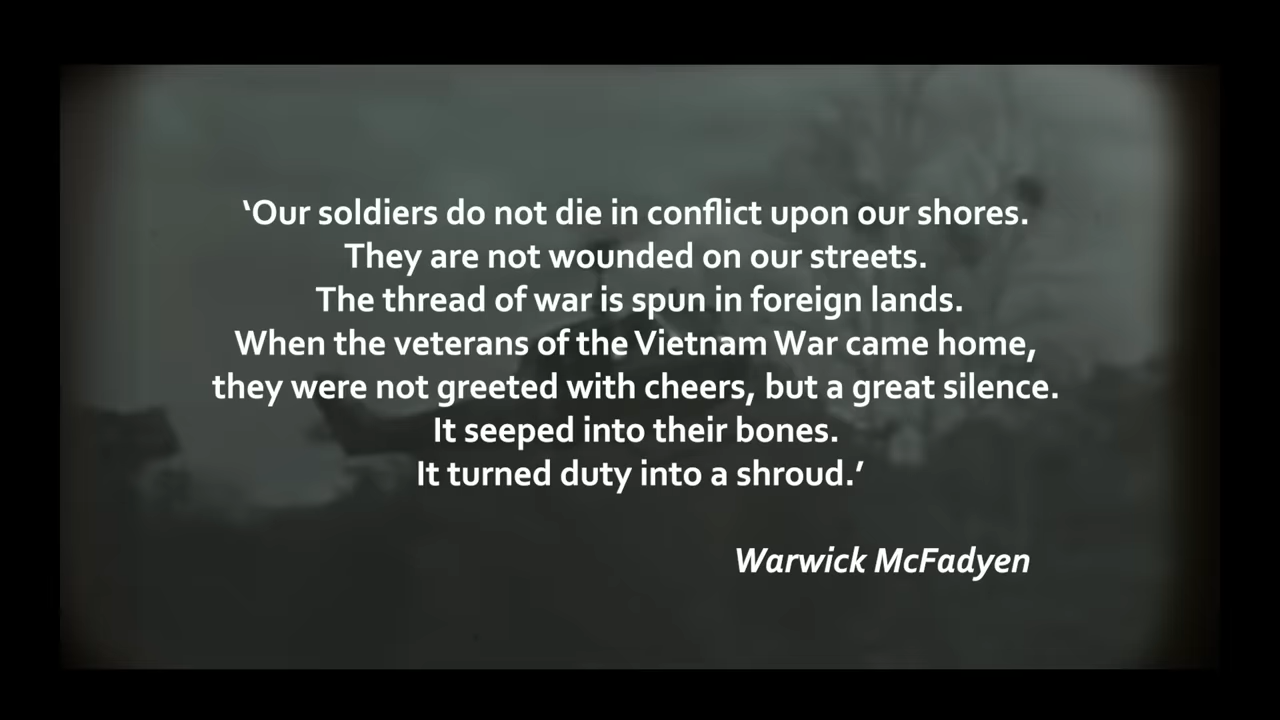 ‘Our soldiers do not die in conflict upon our shores.
They are not wounded on our streets.
The thread of war is spun in foreign lands.
When the veterans of the Vietnam War came home,
they were not greeted with cheers, but a great silence.
It seeped into their bones.
It turned duty into a shroud.’
Warwick McFadyen